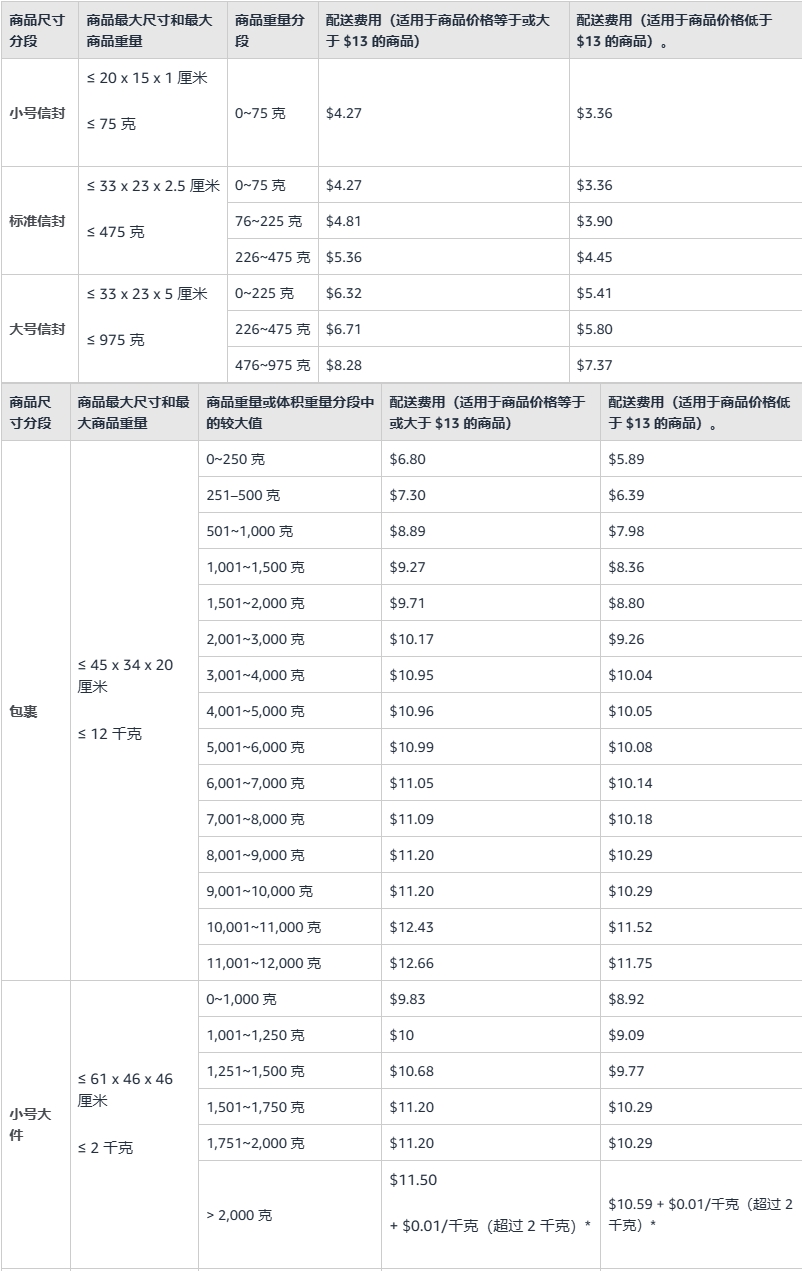 商品尺寸
分段
商品最大尺寸和最大
商品重量
商品重量分
段
配送费用（适用于商品价格等于或大
于 $13 的商品）
配送费用（适用于商品价格低于
$13 的商品）。
小号信封
≤ 20 x 15 x 1 厘米
≤ 75 克
0~75 克
$4.27
$3.36
标准信封
≤ 33 x 23 x 2.5 厘米
≤ 475 克
0~75 克
$4.27
$3.36
76~225 克
$4.81
$3.90
226~475 克
$5.36
$4.45
大号信封
≤ 33 x 23 x 5 厘米
≤ 975 克
0~225 克
$6.32
$5.41
226~475 克
$6.71
$5.80
476~975 克
$8.28
$7.37
商品尺
寸分段
商品最大尺寸和最
大商品重量
商品重量或体积重量分段中
的较大值
配送费用（适用于商品价格等于
或大于 $13 的商品）
配送费用（适用于商品价格低
于 $13 的商品）。
包裹
≤ 45 x 34 x 20
厘米
≤ 12 千克
0~250 克
$6.80
$5.89
251–500 克
$7.30
$6.39
501~1,000 克
$8.89
$7.98
1,001~1,500 克
$9.27
$8.36
1,501~2,000 克
$9.71
$8.80
2,001~3,000 克
$10.17
$9.26
3,001~4,000 克
$10.95
$10.04
4,001~5,000 克
$10.96
$10.05
5,001~6,000 克
$10.99
$10.08
6,001~7,000 克
$11.05
$10.14
7,001~8,000 克
$11.09
$10.18
8,001~9,000 克
$11.20
$10.29
9,001~10,000 克
$11.20
$10.29
10,001~11,000 克
$12.43
$11.52
11,001~12,000 克
$12.66
$11.75
小号大
件
≤ 61 x 46 x 46
厘米
≤ 2 千克
0~1,000 克
$9.83
$8.92
1,001~1,250 克
$10
$9.09
1,251~1,500 克
$10.68
$9.77
1,501~1,750 克
$11.20
$10.29
1,751~2,000 克
$11.20
$10.29
> 2,000 克
$11.50
+ $0.01/千克（超过 2 千克）*
$10.59 + $0.01/千克（超过 2
千克）*